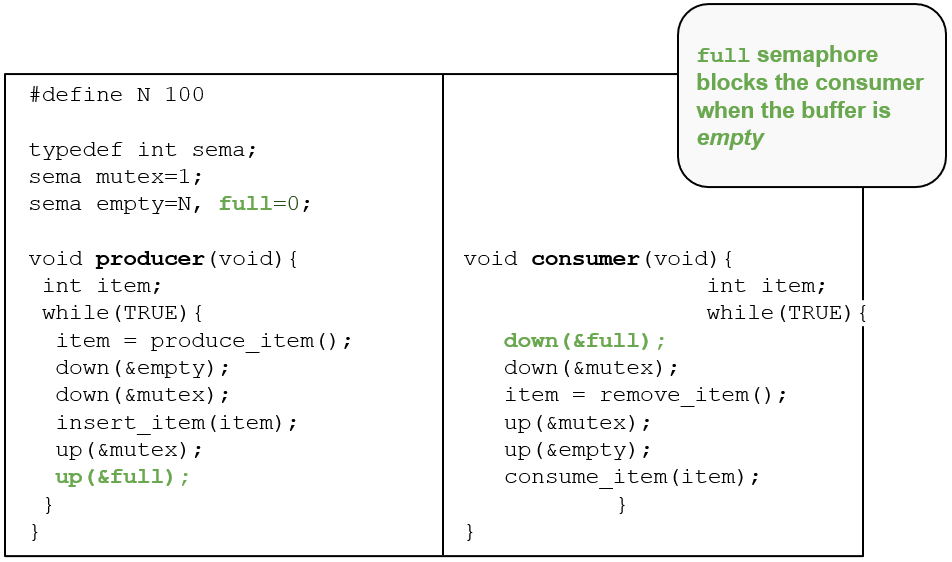 full semaphore
blocks the consumer
when the buffer is
empty
#define N 100
typedef int sema;
sema mutex=1;
sema empty=N, full=0;
void producer(void){
int item;
while(TRUE){
item = produce_item();
down(&empty);
down(&mutex);
insert_item(item);
up(&mutex);
up(&full);
}
}
void consumer(void){
int item;
while(TRUE){
down(&full);
down(&mutex);
item = remove_item();
up(&mutex);
up(&empty);
consume_item(item);
}
}